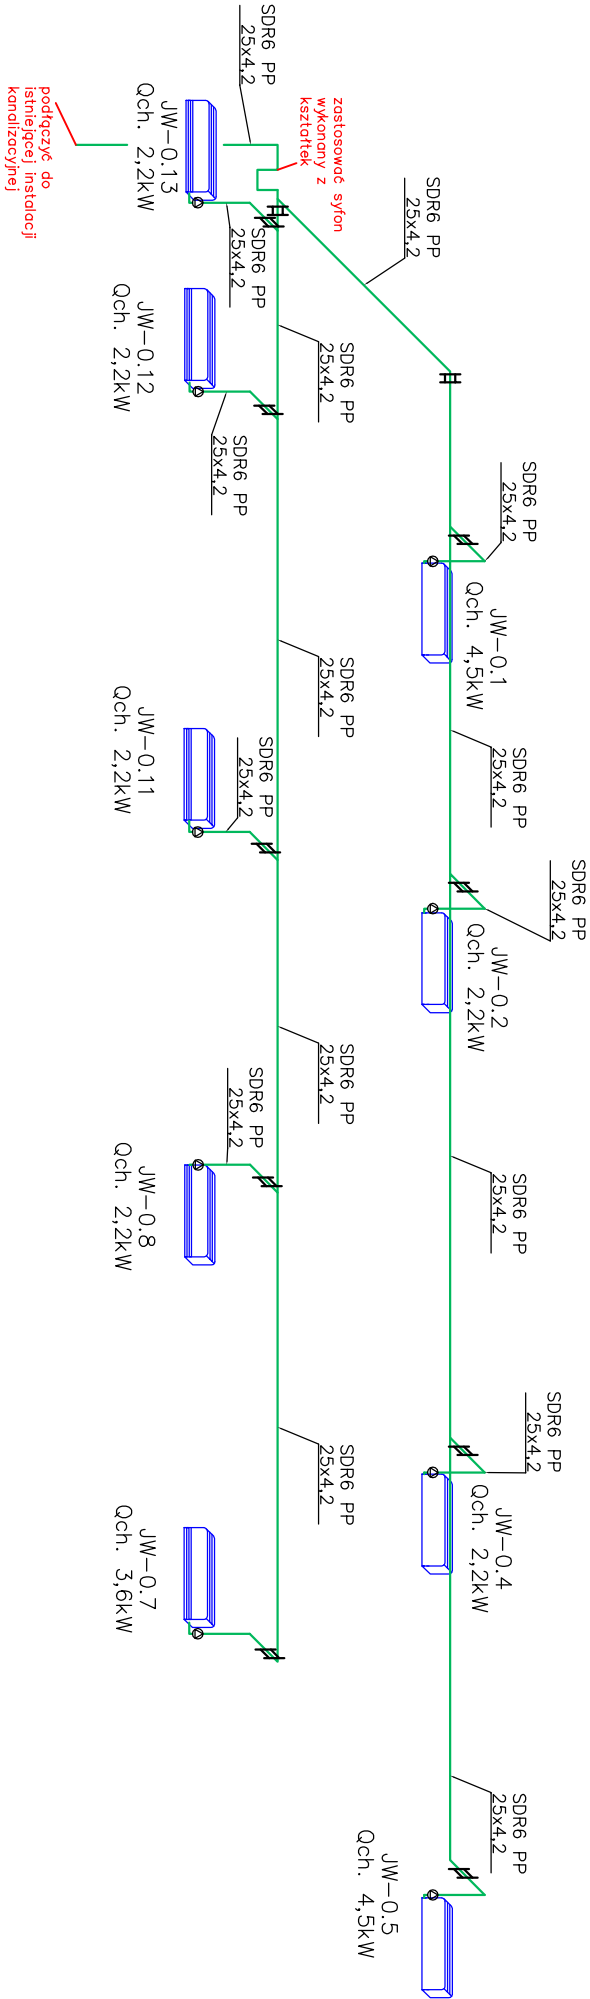 SDR6 PP
25x4,2
zastosować syfon
wykonany z
kształtek
podłączyć do
istniejącej instalacji
kanalizacyjnej
JW-0.13
Qch. 2,2kW
SDR6 PP
25x4,2
SDR6 PP
25x4,2
SDR6 PP
25x4,2
JW-0.12
Qch. 2,2kW
SDR6 PP
25x4,2
SDR6 PP
25x4,2
JW-0.1
Qch. 4,5kW
SDR6 PP
25x4,2
JW-0.11
Qch. 2,2kW
SDR6 PP
25x4,2
SDR6 PP
25x4,2
SDR6 PP
25x4,2
JW-0.2
Qch. 2,2kW
SDR6 PP
25x4,2
SDR6 PP
25x4,2
JW-0.8
Qch. 2,2kW
SDR6 PP
25x4,2
SDR6 PP
25x4,2
JW-0.4
Qch. 2,2kW
SDR6 PP
25x4,2
JW-0.7
Qch. 3,6kW
SDR6 PP
25x4,2
JW-0.5
Qch. 4,5kW